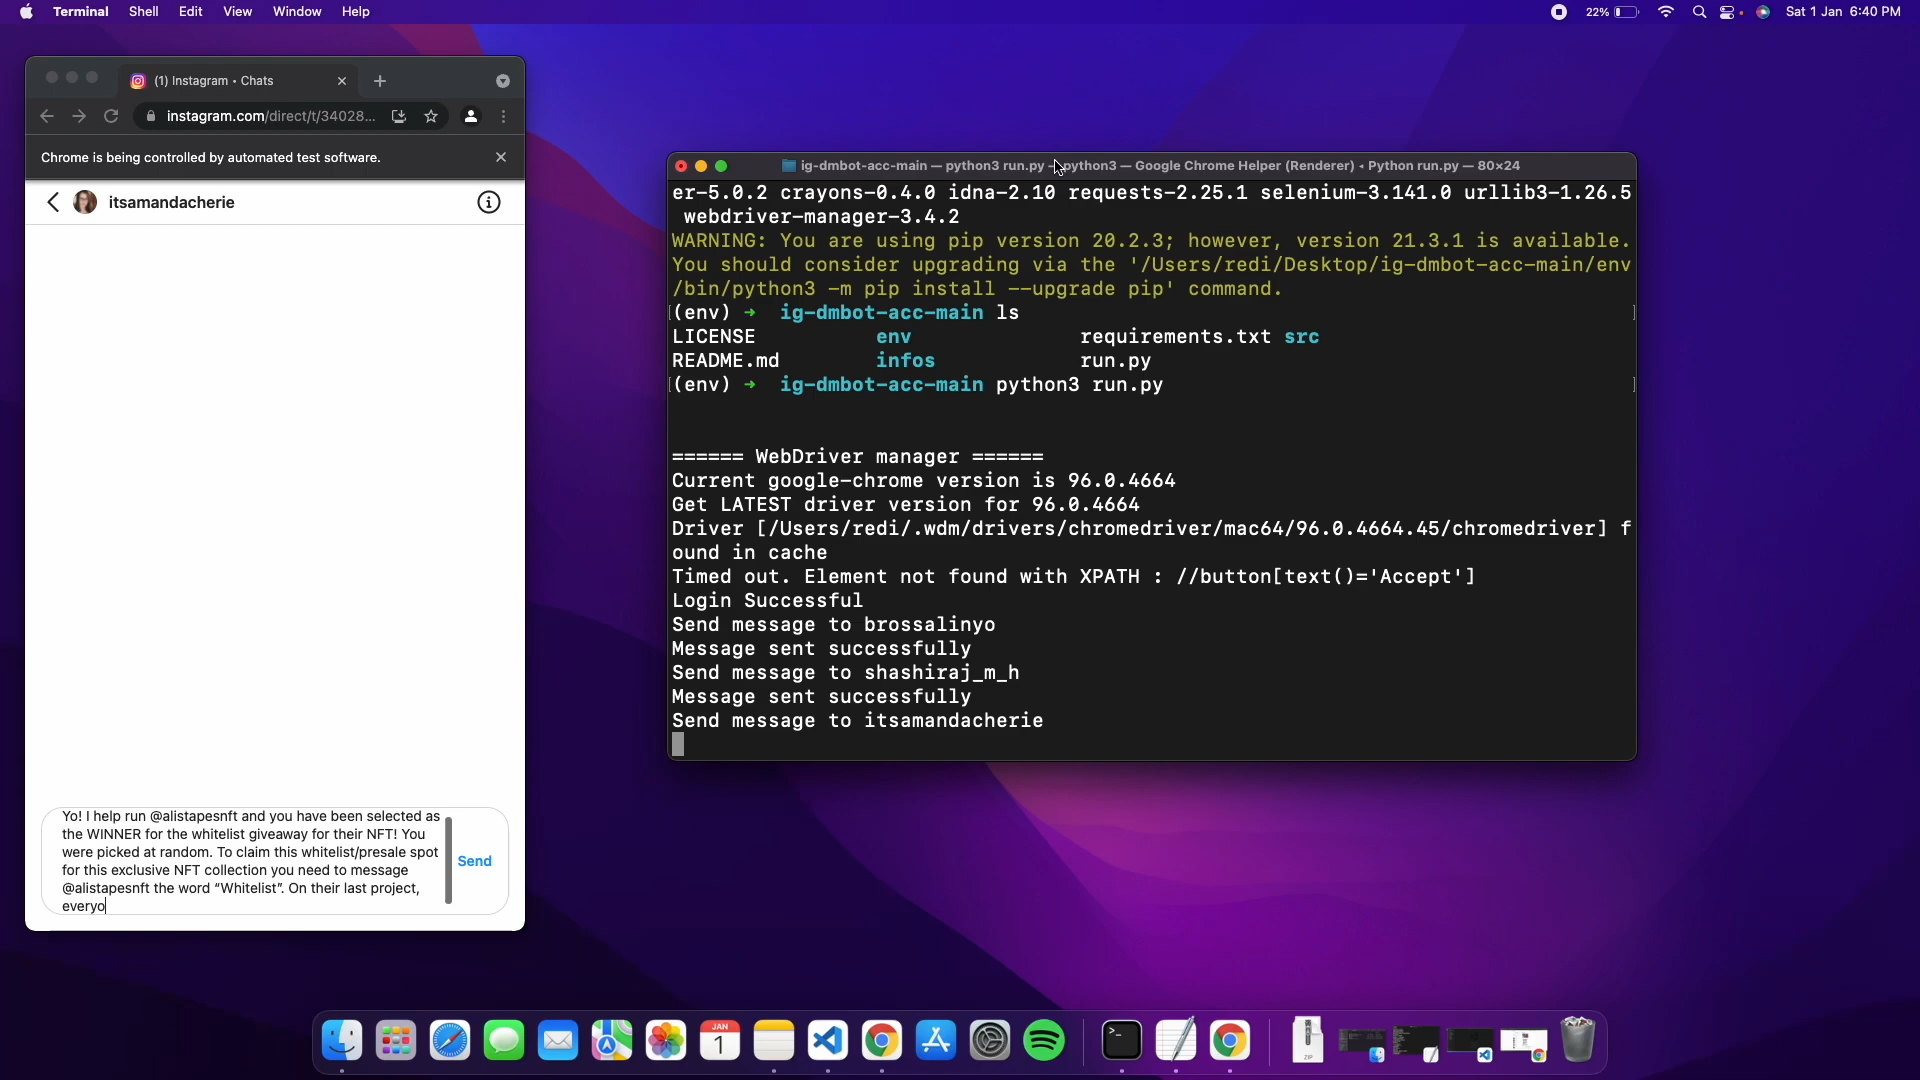 Terminal Shell Edit View Window Help
22% Sat 1 Jan 6:40 PM
(1) Instagram • Chats
instagram.com/direct/t/34028...
Chrome is being controlled by automated test software.
itsamandacherie
Yo! I help run @alistapesnft and you have been selected as
the WINNER for the whitelist giveaway for their NFT! You
were picked at random. To claim this whitelist/presale spot
for this exclusive NFT collection you need to message
@alistapesnft the word “Whitelist”. On their last project,
everyo
Send
ig-dmbot-acc-main — python3 run.py — python3 — Google Chrome Helper (Renderer) ◂ Python run.py — 80×24
er-5.0.2 crayons-0.4.0 idna-2.10 requests-2.25.1 selenium-3.141.0 urllib3-1.26.5
webdriver-manager-3.4.2
WARNING: You are using pip version 20.2.3; however, version 21.3.1 is available.
You should consider upgrading via the '/Users/redi/Desktop/ig-dmbot-acc-main/env
/bin/python3 -m pip install --upgrade pip' command.
[(env) → ig-dmbot-acc-main ls ]
LICENSE env requirements.txt src
README.md infos run.py
[(env) → ig-dmbot-acc-main python3 run.py ]
====== WebDriver manager ======
Current google-chrome version is 96.0.4664
Get LATEST driver version for 96.0.4664
Driver [/Users/redi/.wdm/drivers/chromedriver/mac64/96.0.4664.45/chromedriver] f
ound in cache
Timed out. Element not found with XPATH : //button[text()='Accept']
Login Successful
Send message to brossalinyo
Message sent successfully
Send message to shashiraj_m_h
Message sent successfully
Send message to itsamandacherie
JAN
1
>_
ZIP